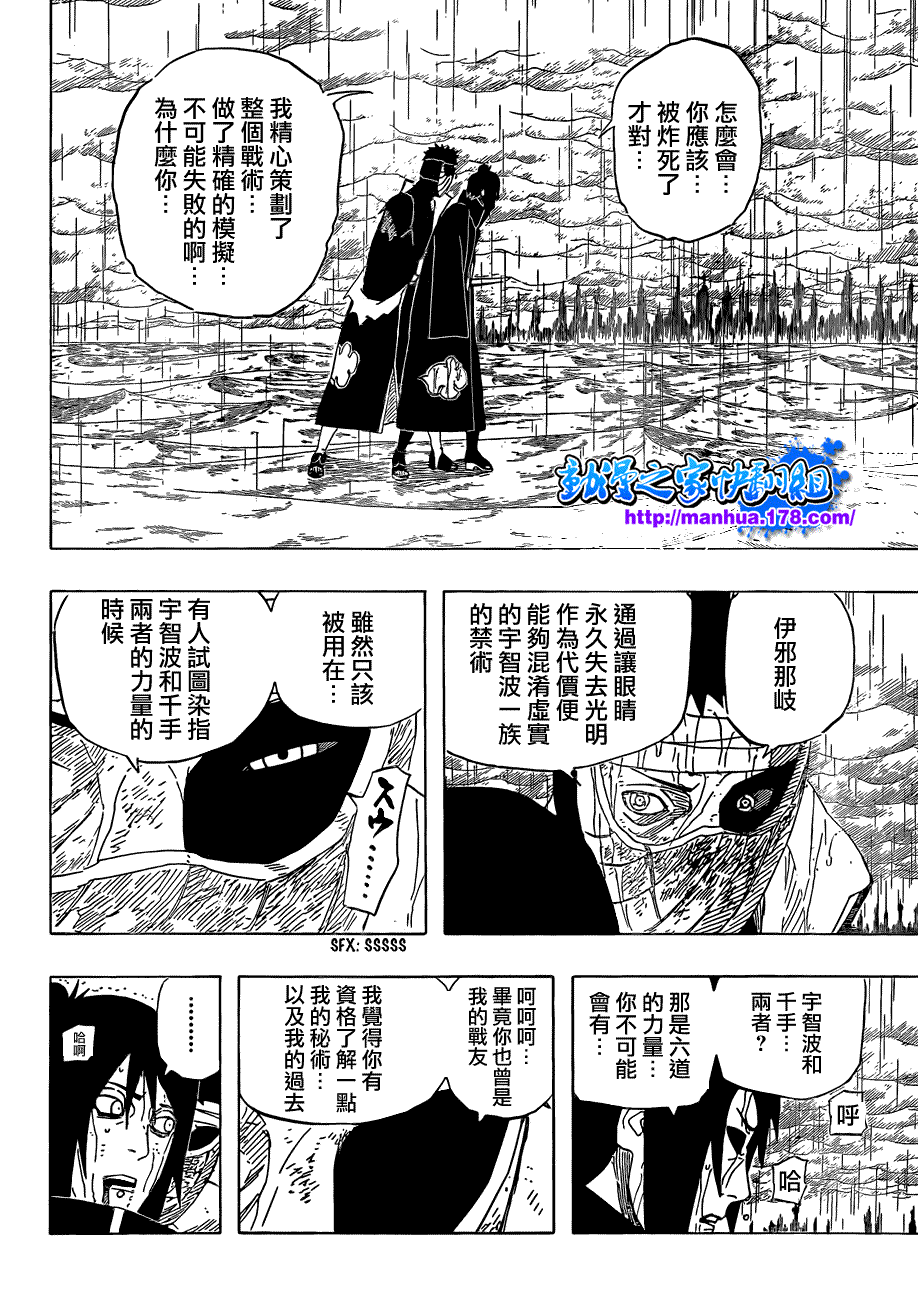 怎麼會…
你應該…
被炸死了
才對…
我精心策劃了
整個戰術…
做了精確的模擬…
不可能失敗的啊…
為什麼你…
動漫之家汁翻組
http://manhua.178.com/
伊邪那岐
通過讓眼睛
永久失去光明
作為代價便
能夠混淆虛實
的宇智波一族
的禁術
雖然只該
被用在…
有人試圖染指
宇智波和千手
兩者的力量的
時候
スウ……
SFX: SSSSS
宇智波和
千手…
兩者?
那是六道
的力量…
你不可能
會有…
呼
哈
呵呵呵…
畢竟你也曾是
我的戰友
我覺得你有
資格了解一點
我的秘術…
以及我的過去
………
哈啊